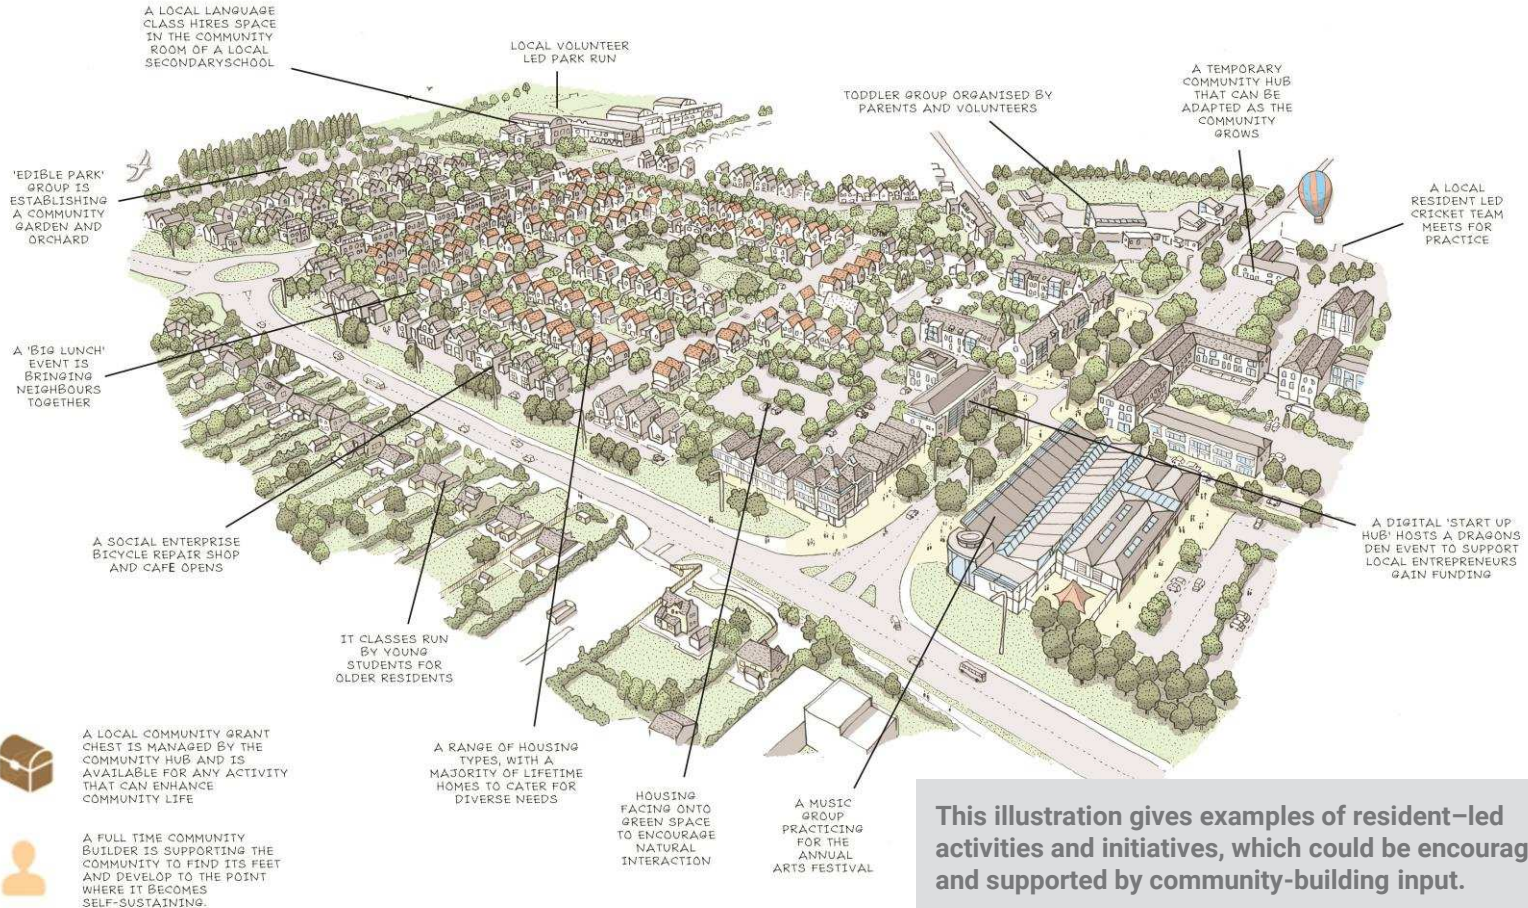 A LOCAL LANGUAGE
CLASS HIRES SPACE
IN THE COMMUNITY
ROOM OF A LOCAL
SECONDARYSCHOOL
LOCAL VOLUNTEER
LED PARK RUN
TODDLER GROUP ORGANISED BY
PARENTS AND VOLUNTEERS
A TEMPORARY
COMMUNITY HUB
THAT CAN BE
ADAPTED AS THE
COMMUNITY
GROWS
A LOCAL
RESIDENT LED
CRICKET TEAM
MEETS FOR
PRACTICE
'EDIBLE PARK'
GROUP IS
ESTABLISHING
A COMMUNITY
GARDEN AND
ORCHARD
A 'BIG LUNCH'
EVENT IS
BRINGING
NEIGHBOURS
TOGETHER
A SOCIAL ENTERPRISE
BICYCLE REPAIR SHOP
AND CAFE OPENS
A DIGITAL 'START UP
HUB' HOSTS A DRAGONS
DEN EVENT TO SUPPORT
LOCAL ENTREPRENEURS
GAIN FUNDING
IT CLASSES RUN
BY YOUNG
STUDENTS FOR
OLDER RESIDENTS
A RANGE OF HOUSING
TYPES, WITH A
MAJORITY OF LIFETIME
HOMES TO CATER FOR
DIVERSE NEEDS
HOUSING
FACING ONTO
GREEN SPACE
TO ENCOURAGE
NATURAL
INTERACTION
A MUSIC
GROUP
PRACTICING
FOR THE
ANNUAL
ARTS FESTIVAL
A LOCAL COMMUNITY GRANT
CHEST IS MANAGED BY THE
COMMUNITY HUB AND IS
AVAILABLE FOR ANY ACTIVITY
THAT CAN ENHANCE
COMMUNITY LIFE
A FULL TIME COMMUNITY
BUILDER IS SUPPORTING THE
COMMUNITY TO FIND ITS FEET
AND DEVELOP TO THE POINT
WHERE IT BECOMES
SELF-SUSTAINING.
This illustration gives examples of resident–led
activities and initiatives, which could be encourag
and supported by community-building input.